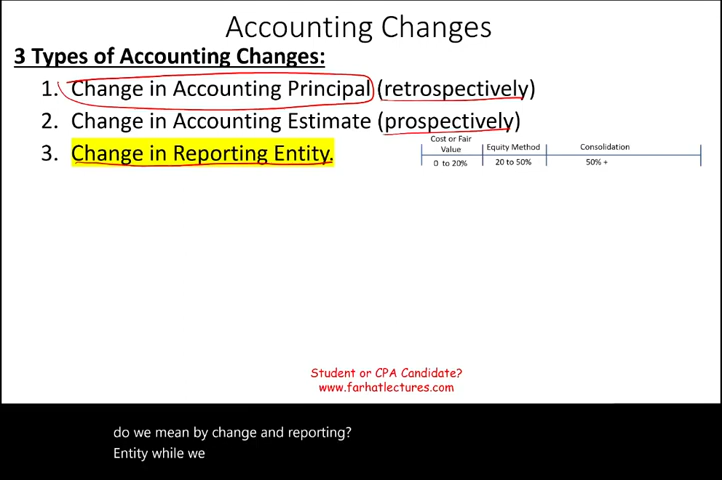 Accounting Changes
3 Types of Accounting Changes:
1. Change in Accounting Principal (retrospectively)
2. Change in Accounting Estimate (prospectively)
3. Change in Reporting Entity.
Cost or Fair
Value
Equity Method
Consolidation
0 to 20%
20 to 50%
50% +
Student or CPA Candidate?
www.farhatlectures.com
do we mean by change and reporting?
Entity while we